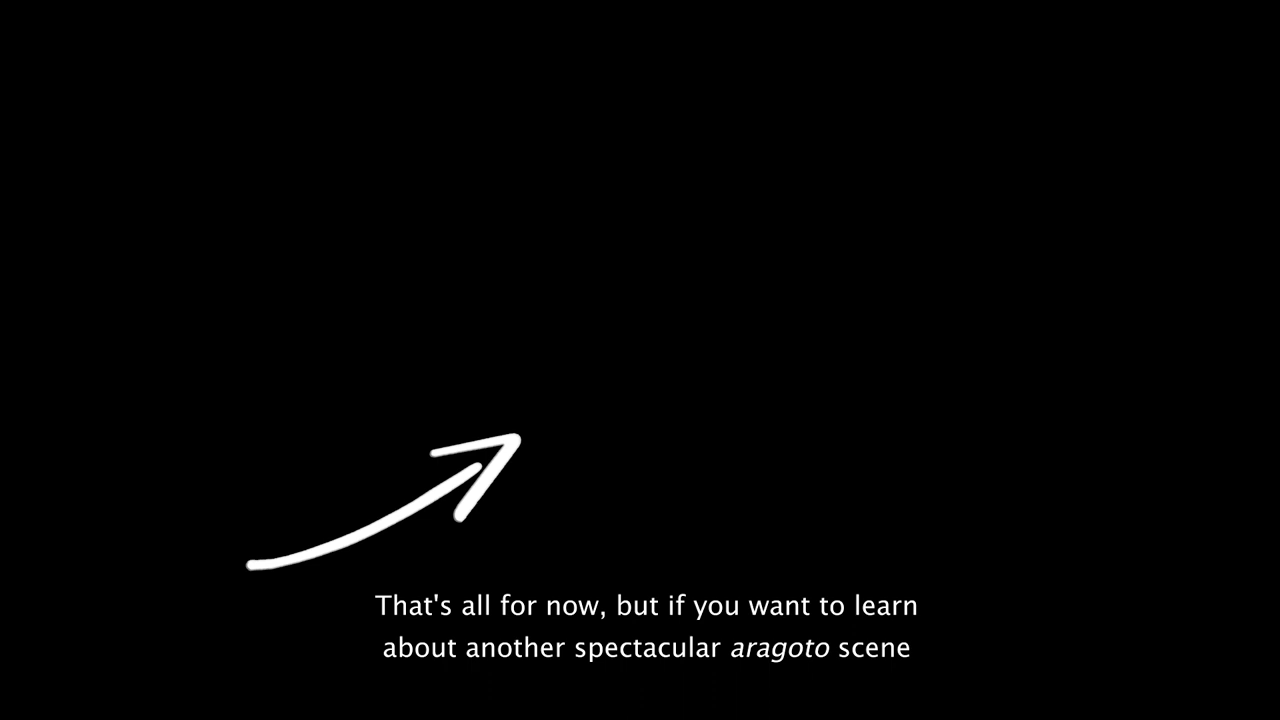 That's all for now, but if you want to learn
about another spectacular aragoto scene